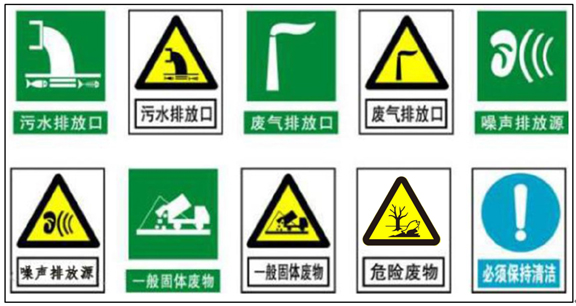 污水排放口
污水排放口
废气排放口
废气排放口
噪声排放源
噪声排放源
一般固体废物
一般固体废物
危险废物
必须保持清洁